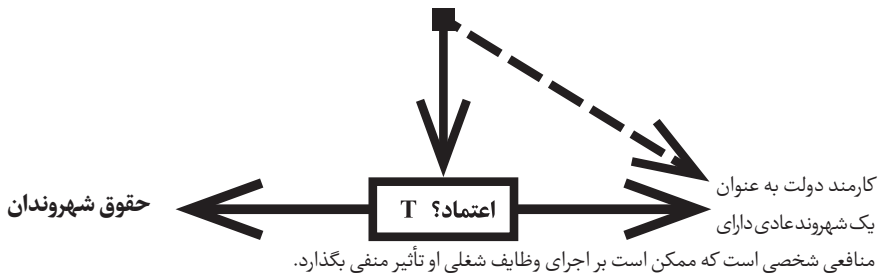 کارمند دولت به عنوان
یک شهروند عادی دارای
منافعی شخصی است که ممکن است بر اجرای وظایف شغلی او تأثیر منفی بگذارد.
اعتماد؟ T
حقوق شهروندان